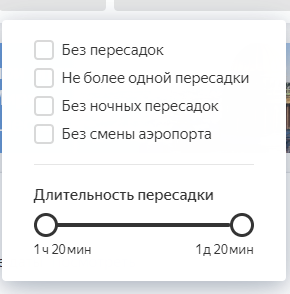 Без пересадок
Не более одной пересадки
Без ночных пересадок
Без смены аэропорта
Длительность пересадки
1 ч 20 мин 1 д 20 мин